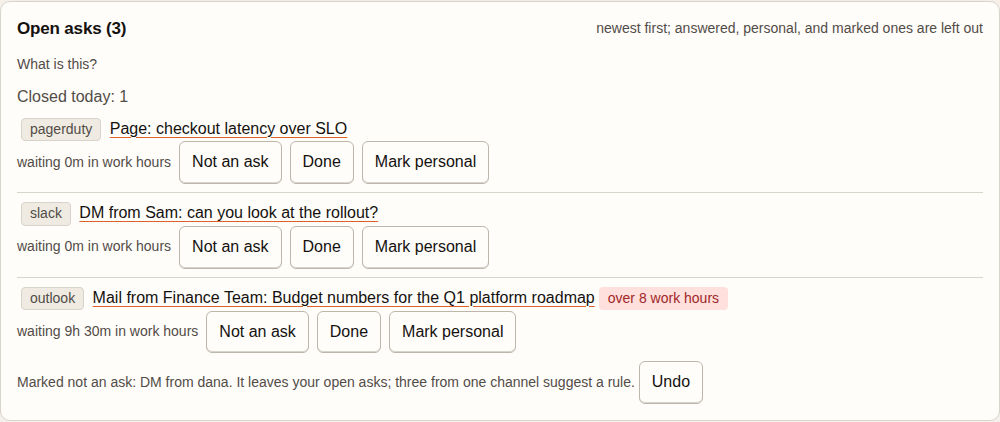 Open asks (3)
newest first; answered, personal, and marked ones are left out
What is this?
Closed today: 1
pagerduty Page: checkout latency over SLO
waiting 0m in work hours Not an ask Done Mark personal
slack DM from Sam: can you look at the rollout?
waiting 0m in work hours Not an ask Done Mark personal
outlook Mail from Finance Team: Budget numbers for the Q1 platform roadmap over 8 work hours
waiting 9h 30m in work hours Not an ask Done Mark personal
Marked not an ask: DM from dana. It leaves your open asks; three from one channel suggest a rule. Undo